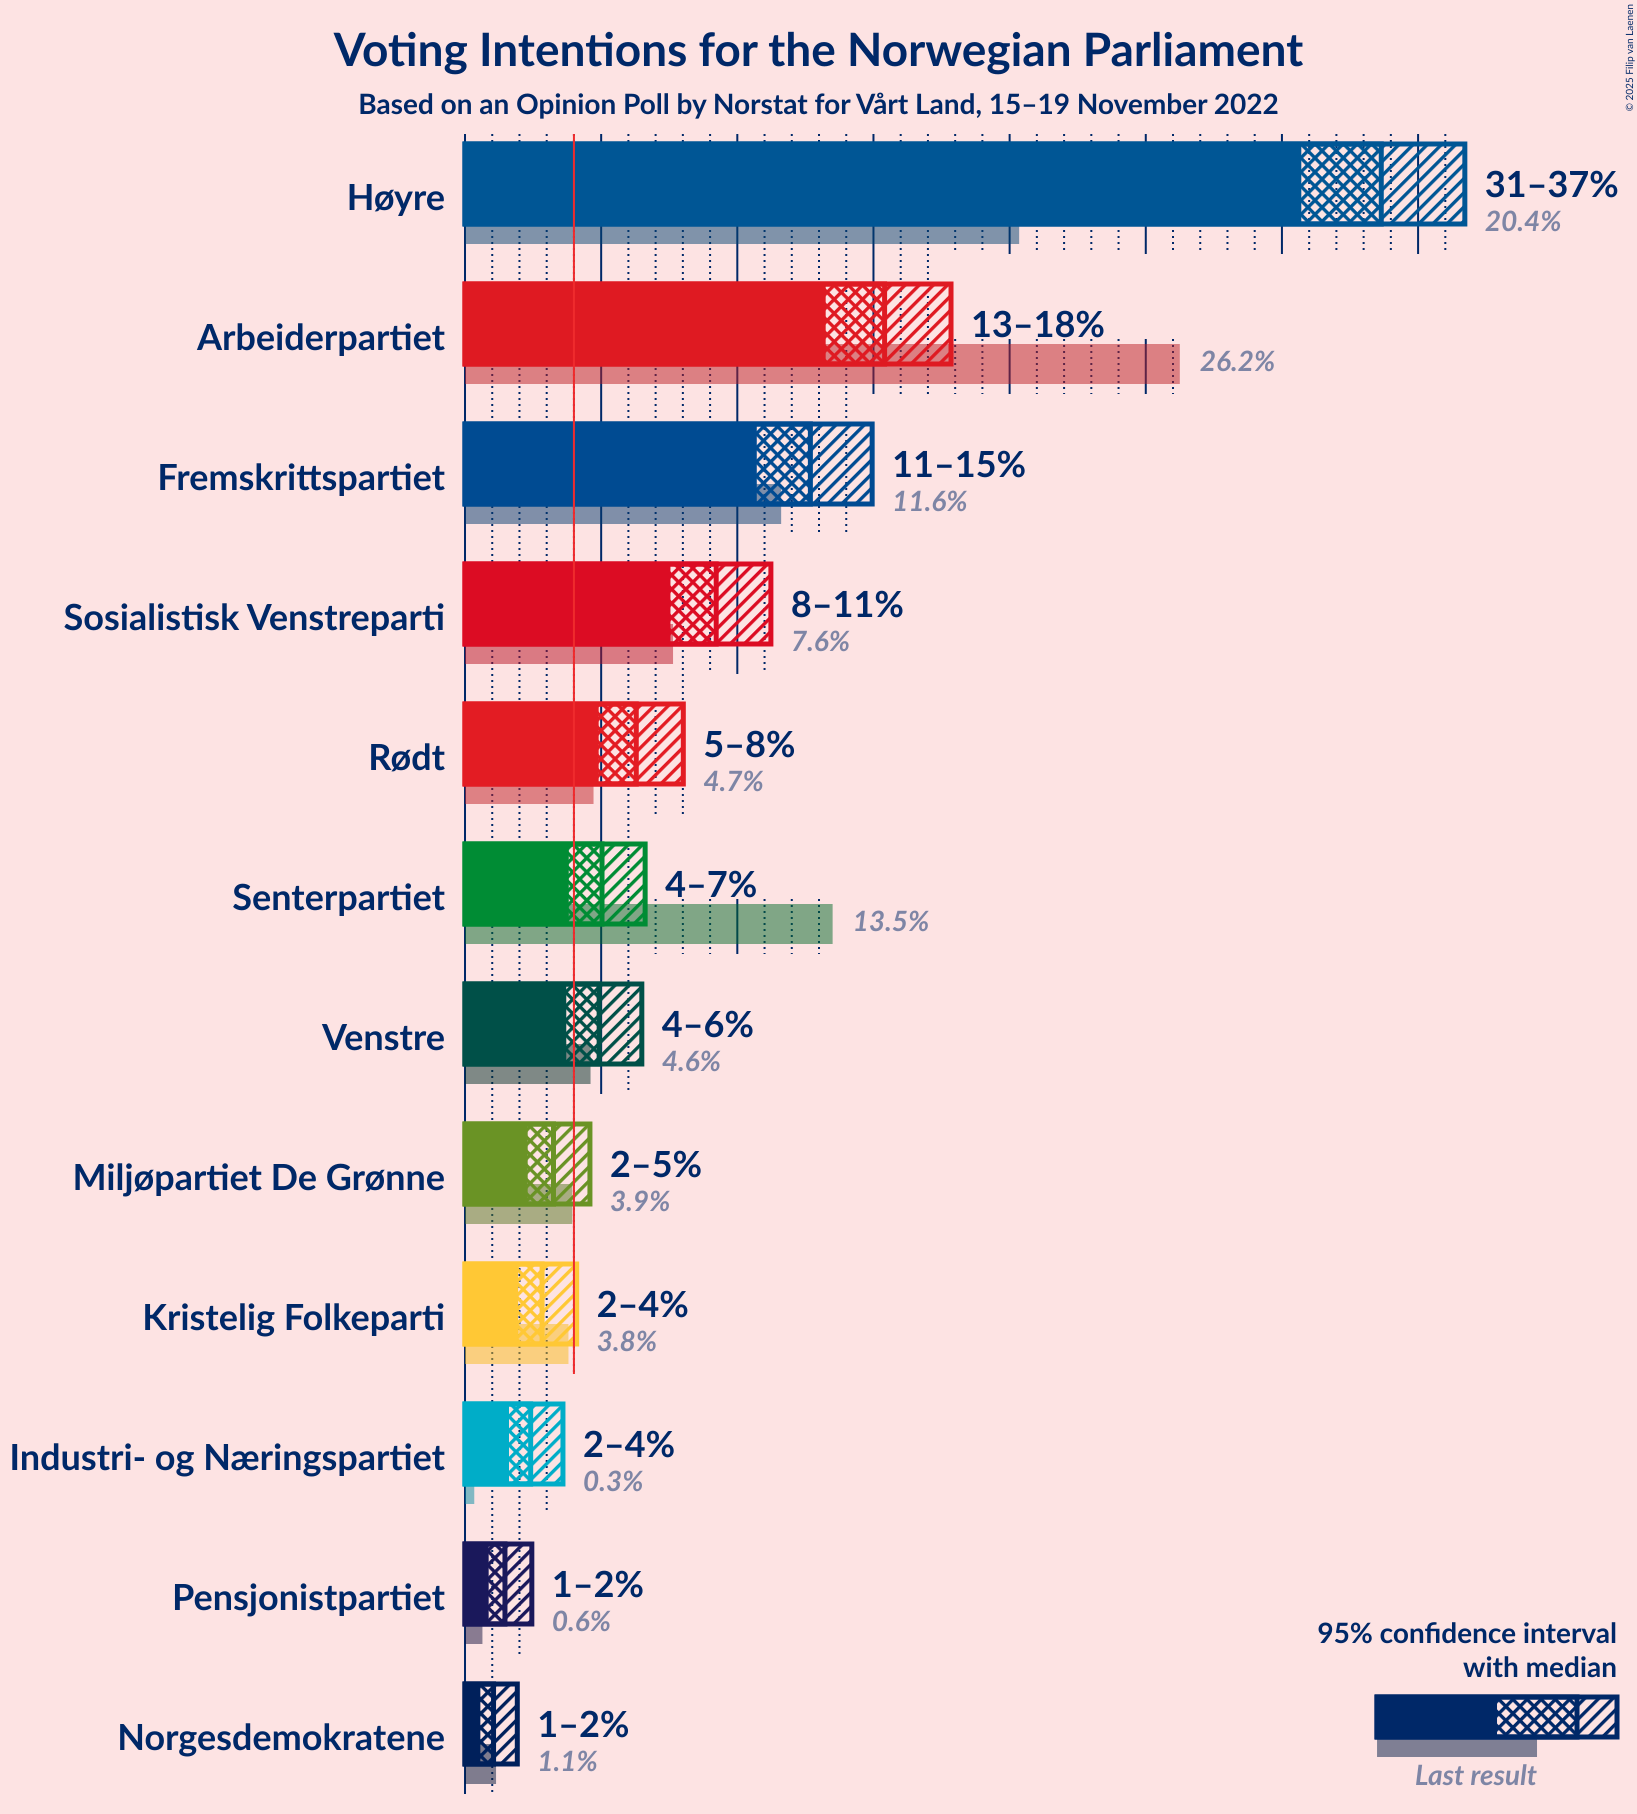 Voting Intentions for the Norwegian Parliament
Based on an Opinion Poll by Norstat for Vårt Land, 15–19 November 2022
© 2025 Filip van Laenen
Høyre
31–37%
20.4%
Arbeiderpartiet
13–18%
26.2%
Fremskrittspartiet
11–15%
11.6%
Sosialistisk Venstreparti
8–11%
7.6%
Rødt
5–8%
4.7%
Senterpartiet
4–7%
13.5%
Venstre
4–6%
4.6%
Miljøpartiet De Grønne
2–5%
3.9%
Kristelig Folkeparti
2–4%
3.8%
Industri- og Næringspartiet
2–4%
0.3%
Pensjonistpartiet
1–2%
0.6%
Norgesdemokratene
1–2%
1.1%
95% confidence interval
with median
Last result